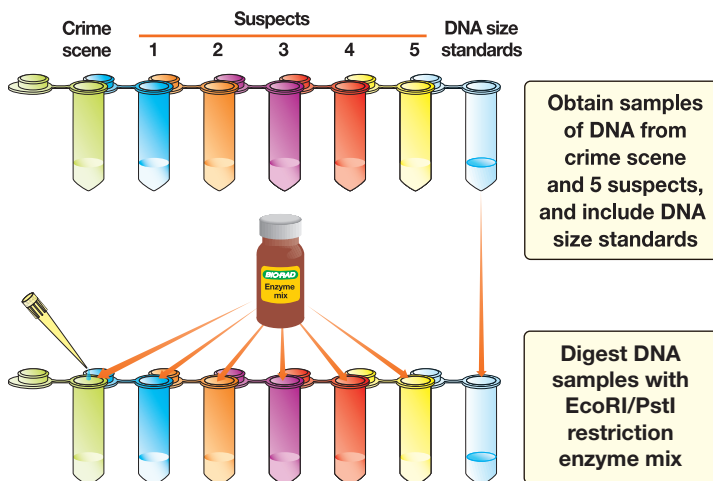 Crime
scene
Suspects
1 2 3 4 5
DNA size
standards
Obtain samples
of DNA from
crime scene
and 5 suspects,
and include DNA
size standards
BIO-RAD
Enzyme
mix
Digest DNA
samples with
EcoRI/PstI
restriction
enzyme mix